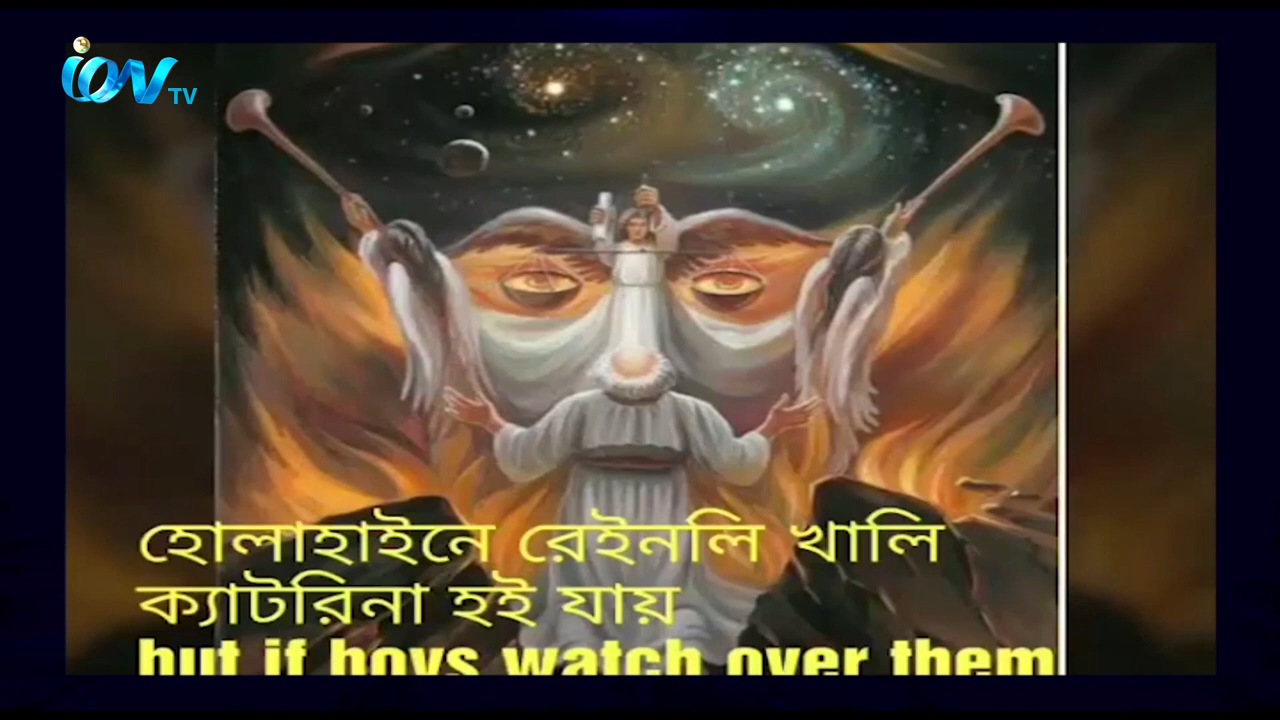 ION TV
হোলাহাইনে রেইনলি খালি
ক্যাটরিনা হই যায়
but if boys watch over them